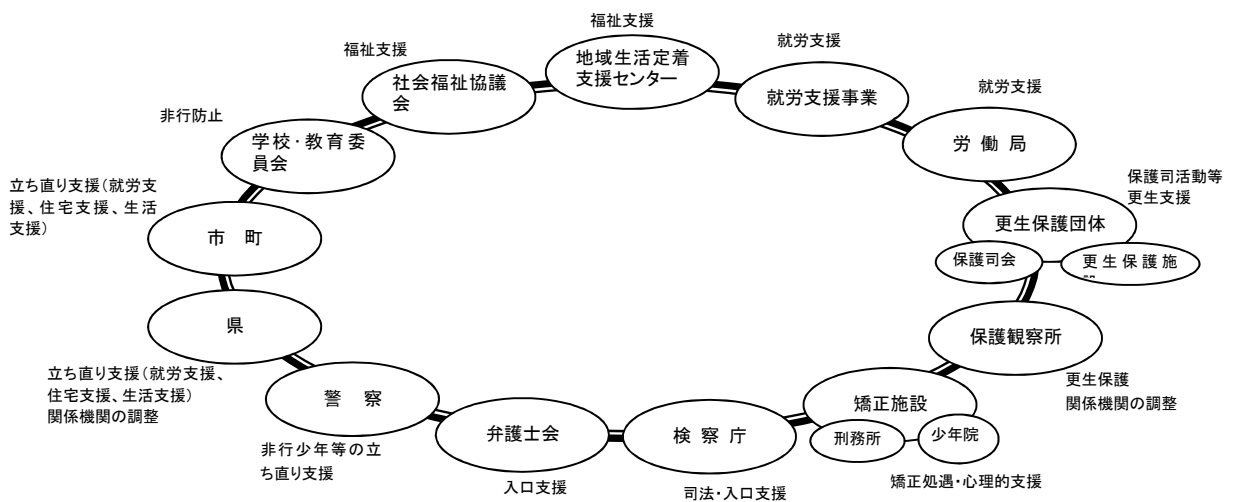 福祉支援
地域生活定着
支援センター
福祉支援
社会福祉協議
会
就労支援
就労支援事業
非行防止
学校・教育委
員会
就労支援
労働局
立ち直り支援（就労支
援、住宅支援、生活
支援）
市　町
保護司活動等
更生支援
更生保護団体
保護司会
更生保護施
県
立ち直り支援（就労支援、
住宅支援、生活支援）
関係機関の調整
保護観察所
更生保護
関係機関の調整
警　察
非行少年等の立
ち直り支援
弁護士会
入口支援
検察庁
司法・入口支援
矯正施設
刑務所
少年院
矯正処遇・心理的支援